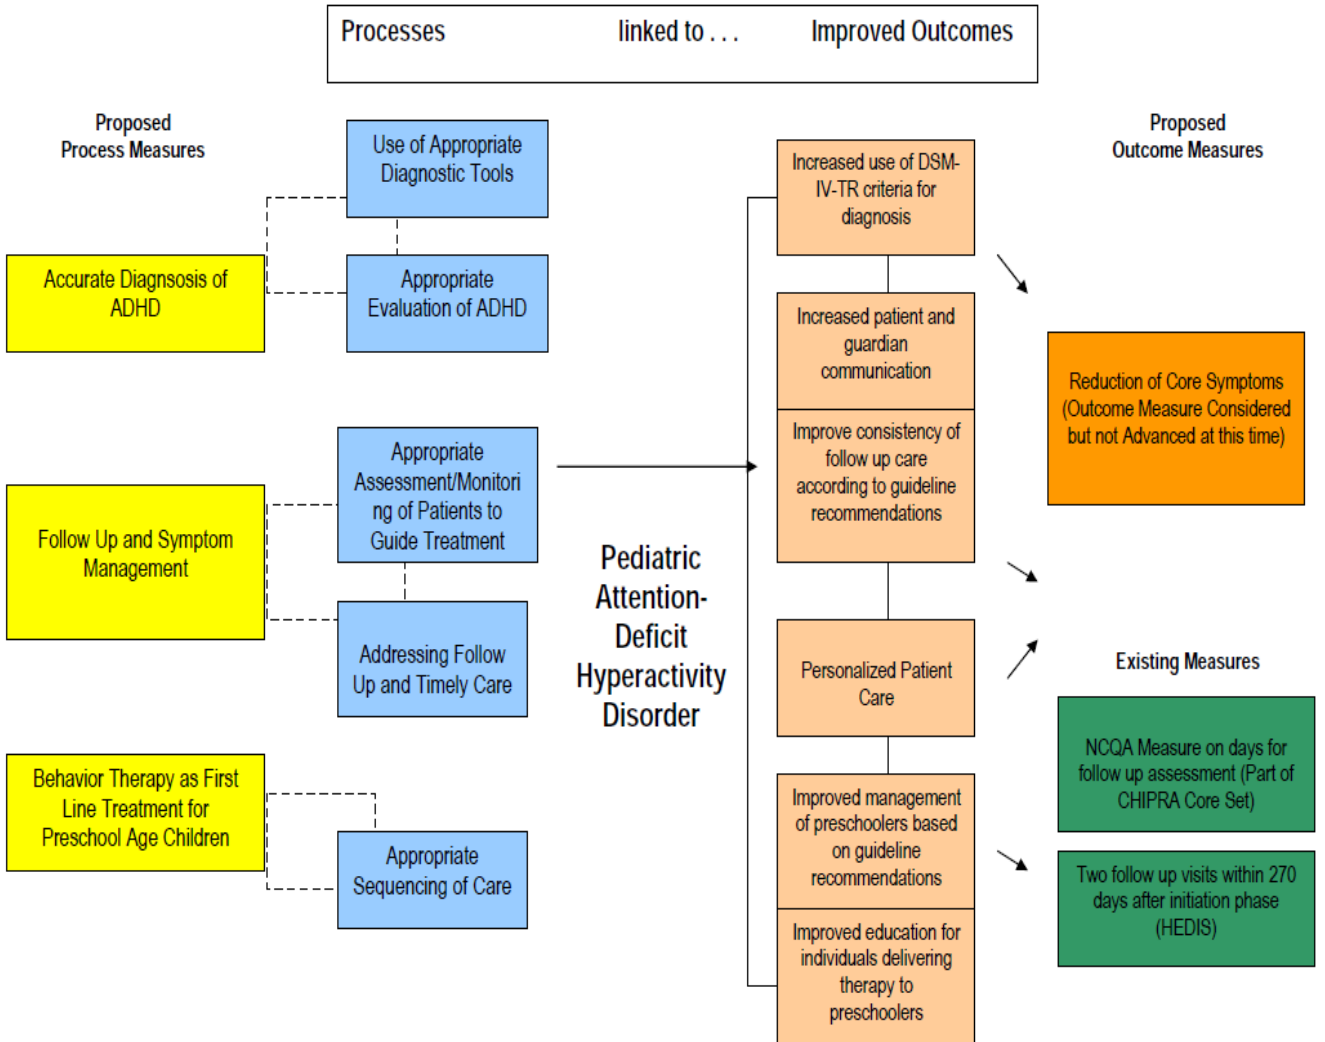 Processes linked to . . . Improved Outcomes
Proposed
Process Measures
Proposed
Outcome Measures
Use of Appropriate
Diagnostic Tools
Accurate Diagnsosis of
ADHD
Appropriate
Evaluation of ADHD
Appropriate
Assessment/Monitori
ng of Patients to
Guide Treatment
Follow Up and Symptom
Management
Addressing Follow
Up and Timely Care
Behavior Therapy as First
Line Treatment for
Preschool Age Children
Appropriate
Sequencing of Care
Pediatric
Attention-
Deficit
Hyperactivity
Disorder
Increased use of DSM-
IV-TR criteria for
diagnosis
Increased patient and
guardian
communication
Improve consistency of
follow up care
according to guideline
recommendations
Personalized Patient
Care
Improved management
of preschoolers based
on guideline
recommendations
Improved education for
individuals delivering
therapy to
preschoolers
Reduction of Core Symptoms
(Outcome Measure Considered
but not Advanced at this time)
Existing Measures
NCQA Measure on days for
follow up assessment (Part of
CHIPRA Core Set)
Two follow up visits within 270
days after initiation phase
(HEDIS)